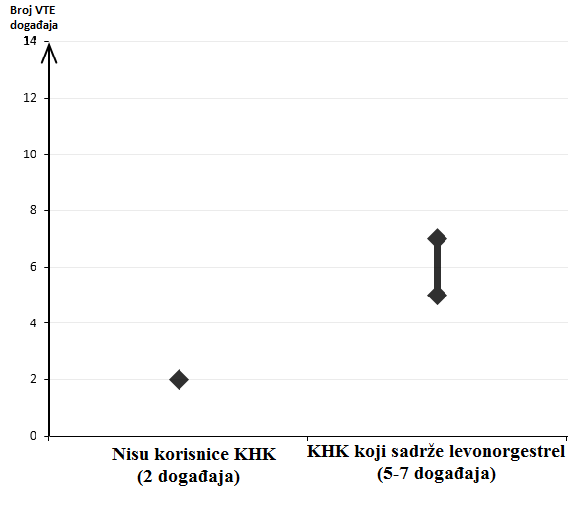 Broj VTE
događaja
14
12
10
8
6
4
2
0
Nisu korisnice KHK
(2 događaja)
KHK koji sadrže levonorgestrel
(5-7 događaja)